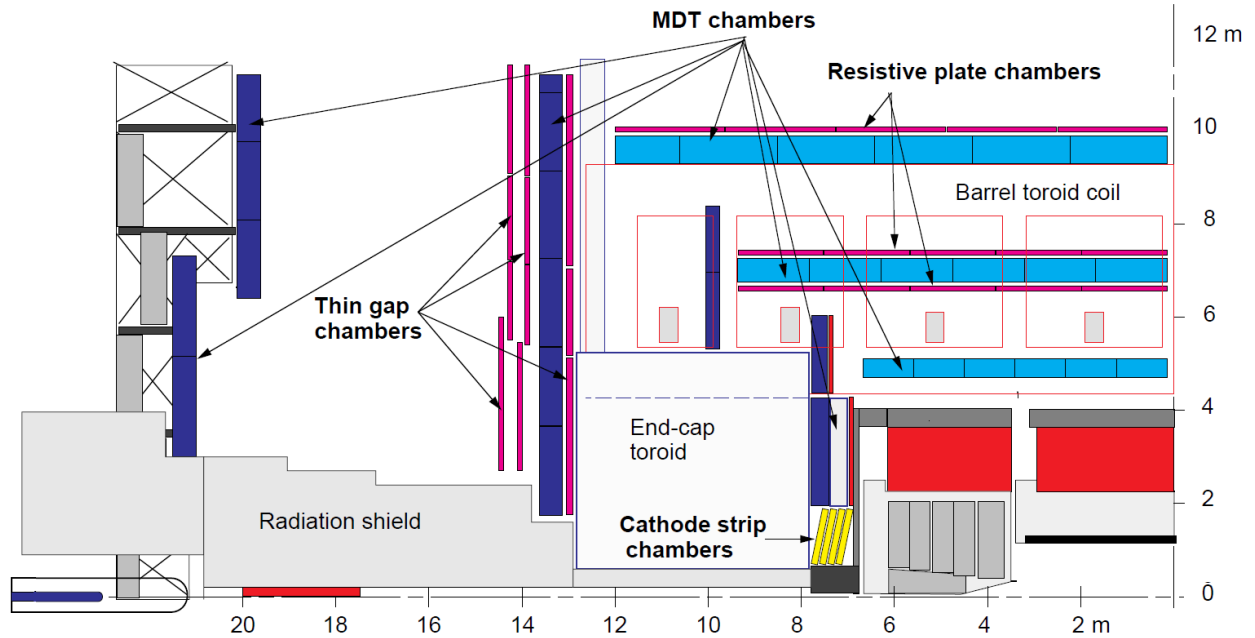 MDT chambers
12 m
Resistive plate chambers
10
Barrel toroid coil
8
Thin gap
chambers
6
4
End-cap
toroid
Radiation shield
2
Cathode strip
chambers
0
20
18
16
14
12
10
8
6
4
2 m